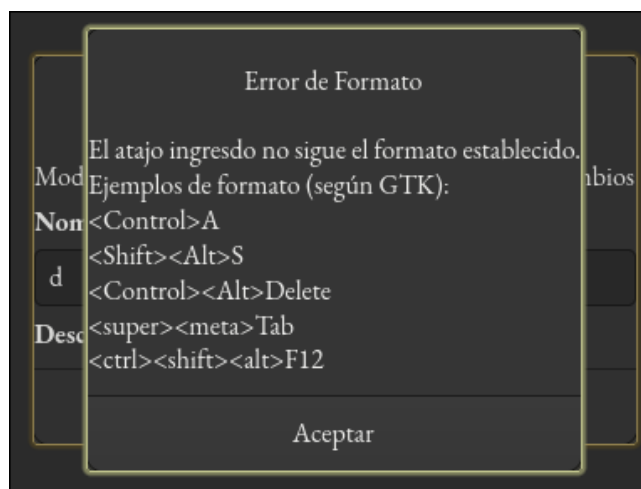 Error de Formato
El atajo ingresdo no sigue el formato establecido.
Mod
Ejemplos de formato (según GTK):
<Control>A
<Shift><Alt>S
d
<Control><Alt>Delete
<super><meta>Tab
<ctrl><shift><alt>F12
Aceptar